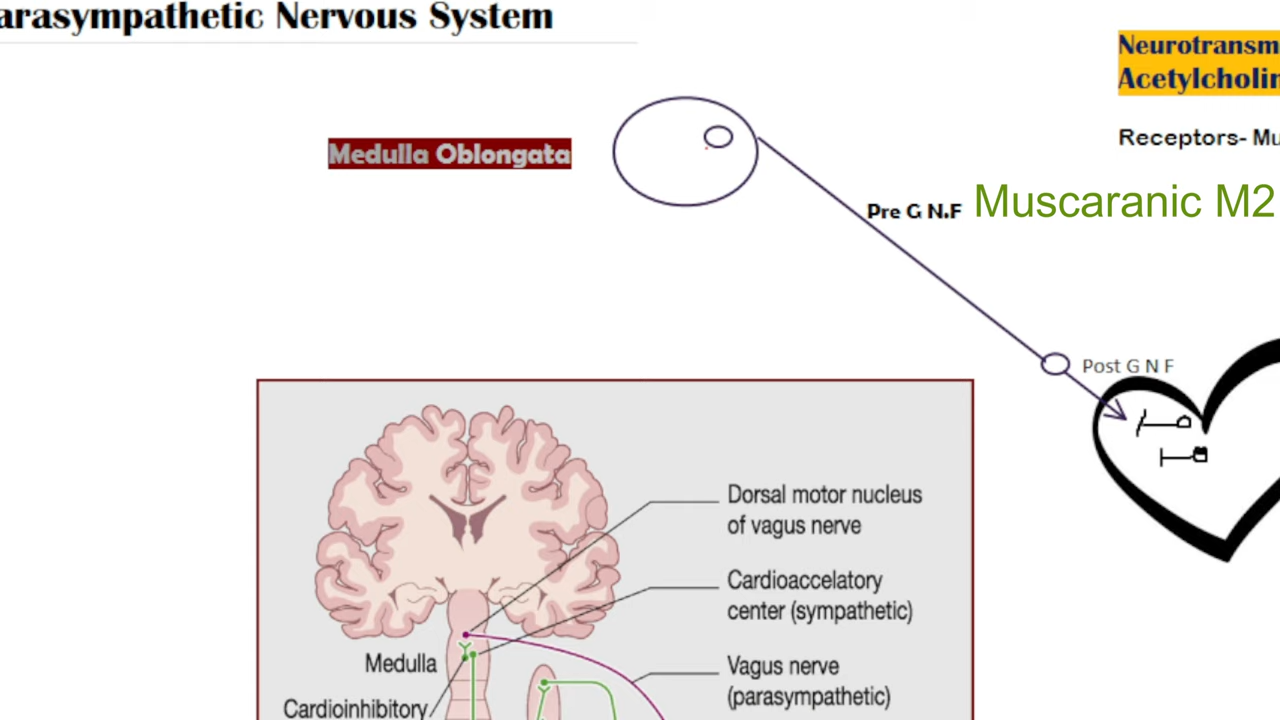 arasympathetic Nervous System
Neurotransm
Acetylcholin
Medulla Oblongata
Receptors- Mu
Pre G N.F
Muscaranic M2
Post G N F
Dorsal motor nucleus
of vagus nerve
Cardioaccelatory
center (sympathetic)
Medulla
Vagus nerve
(parasympathetic)
Cardioinhibitory